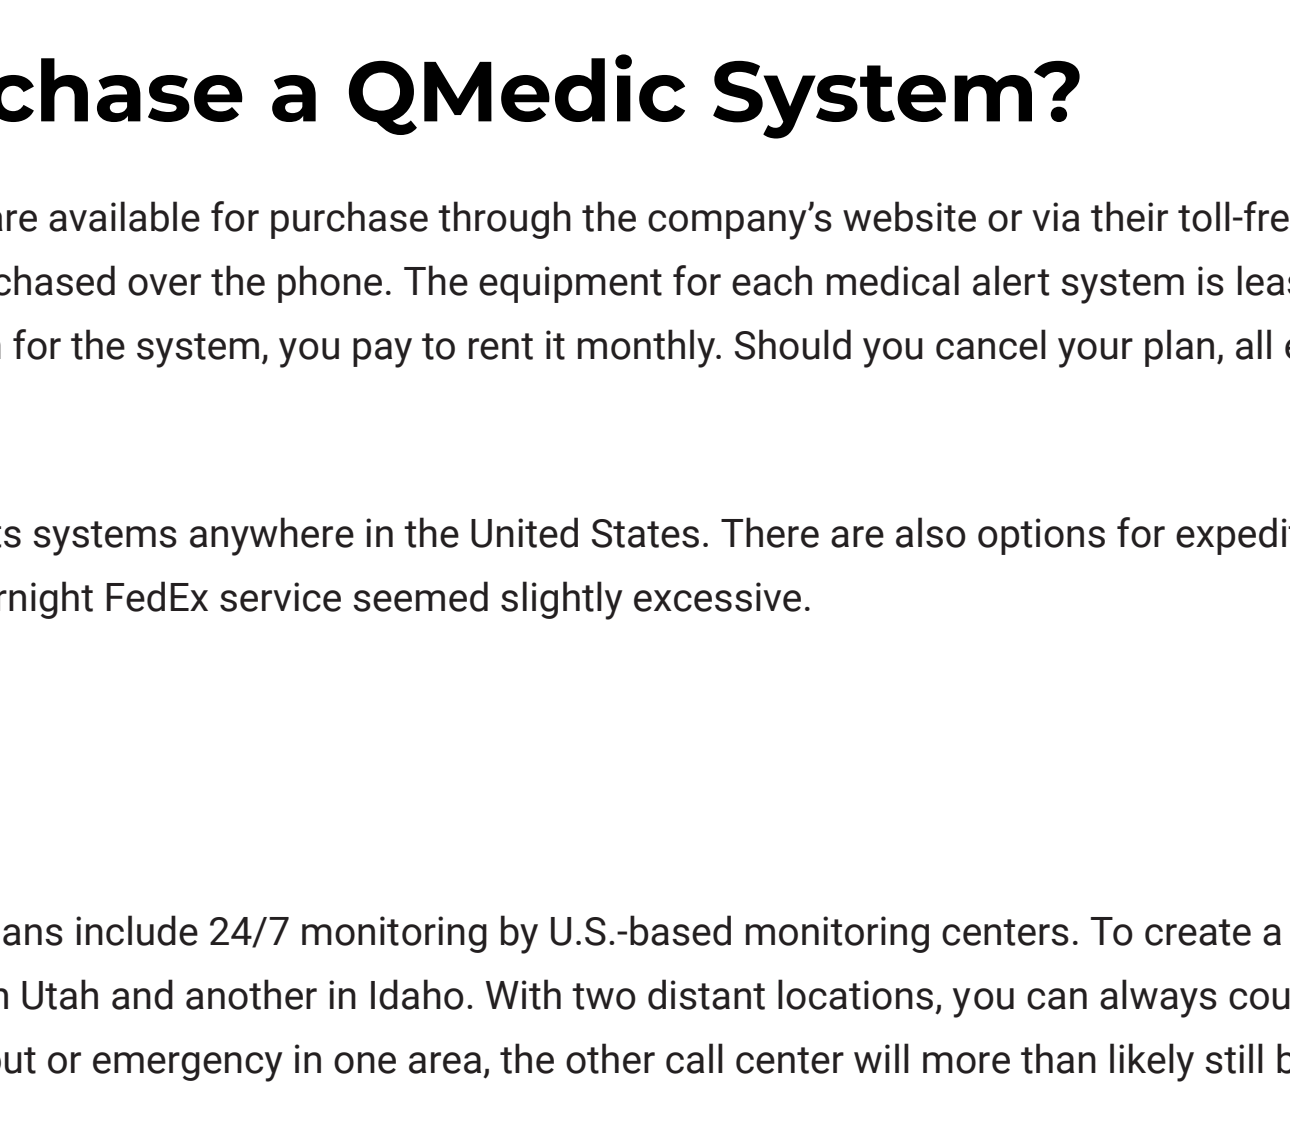 chase a QMedic System?
are available for purchase through the company’s website or via their toll-fre
chased over the phone. The equipment for each medical alert system is leas
for the system, you pay to rent it monthly. Should you cancel your plan, all e
ts systems anywhere in the United States. There are also options for expedit
rnight FedEx service seemed slightly excessive.
ans include 24/7 monitoring by U.S.-based monitoring centers. To create a
n Utah and another in Idaho. With two distant locations, you can always cou
out or emergency in one area, the other call center will more than likely still b